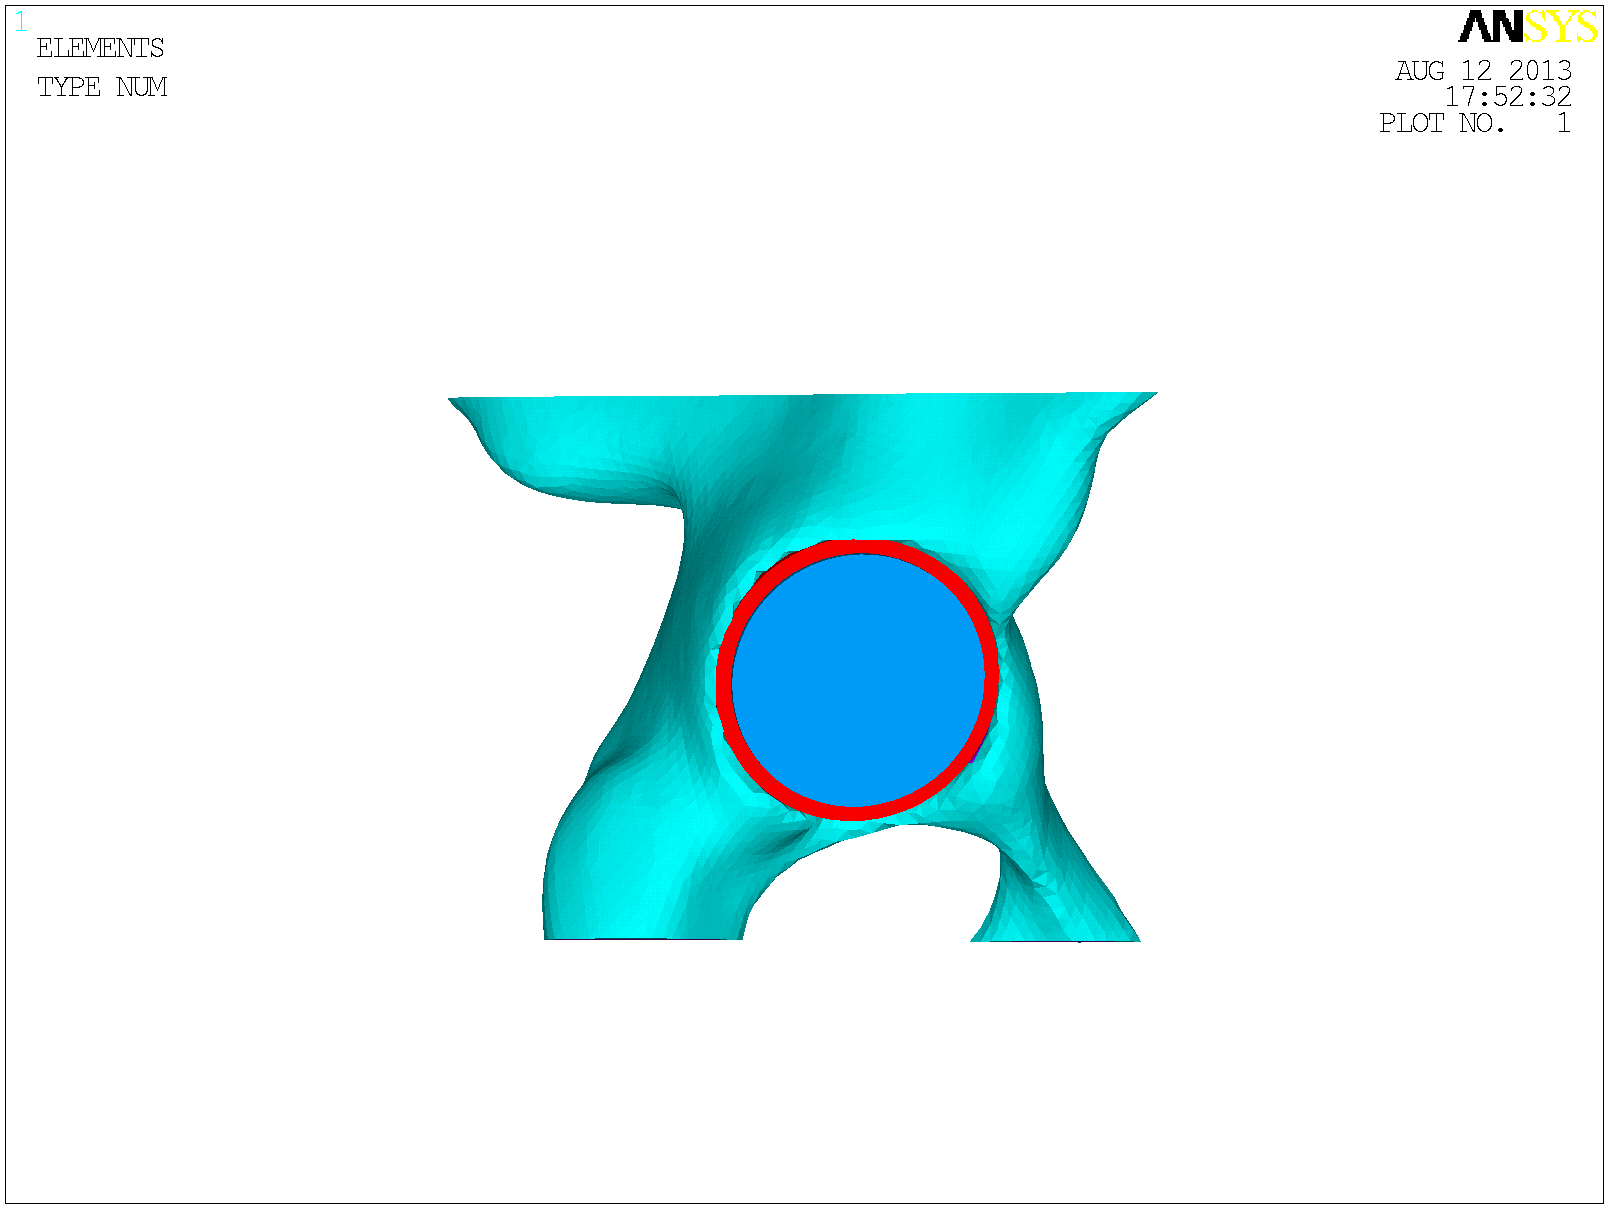 1
ELEMENTS
TYPE NUM
ANSYS
AUG 12 2013
17:52:32
PLOT NO. 1